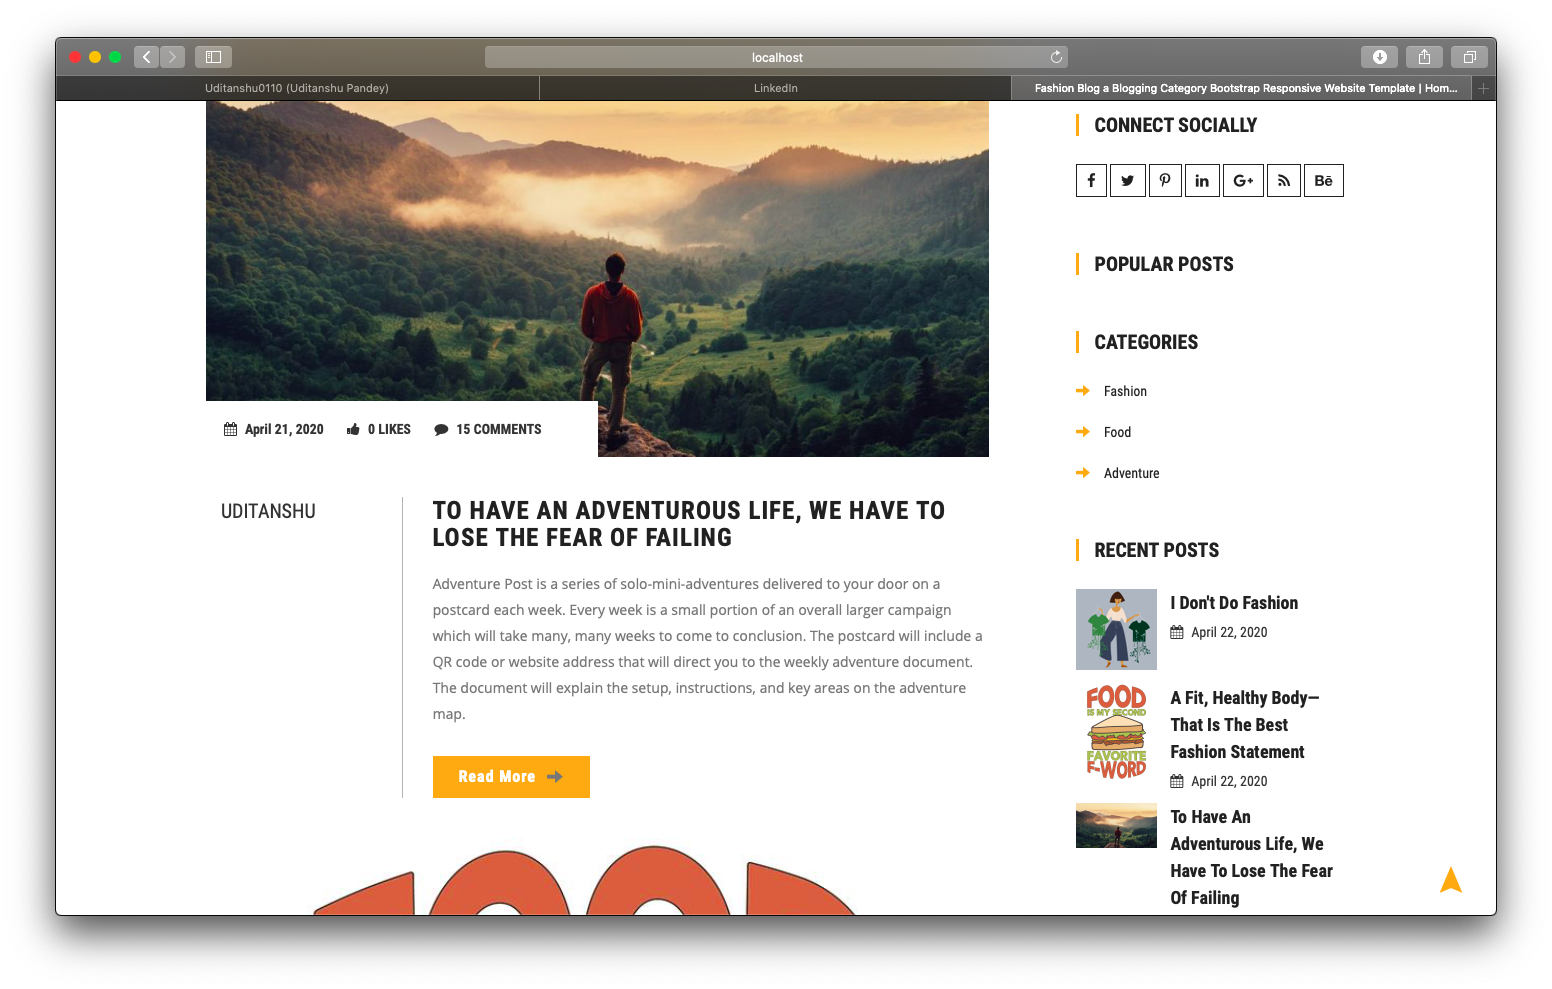 localhost
Uditanshu0110 (Uditanshu Pandey)
LinkedIn
Fashion Blog a Blogging Category Bootstrap Responsive Website Template | Hom...
April 21, 2020
0 LIKES
15 COMMENTS
UDITANSHU
TO HAVE AN ADVENTUROUS LIFE, WE HAVE TO
LOSE THE FEAR OF FAILING
Adventure Post is a series of solo-mini-adventures delivered to your door on a
postcard each week. Every week is a small portion of an overall larger campaign
which will take many, many weeks to come to conclusion. The postcard will include a
QR code or website address that will direct you to the weekly adventure document.
The document will explain the setup, instructions, and key areas on the adventure
map.
Read More
CONNECT SOCIALLY
f
in
G+
Bē
POPULAR POSTS
CATEGORIES
Fashion
Food
Adventure
RECENT POSTS
I Don't Do Fashion
April 22, 2020
FOOD
IS MY SECOND
FAVORITE
F-WORD
A Fit, Healthy Body—
That Is The Best
Fashion Statement
April 22, 2020
To Have An
Adventurous Life, We
Have To Lose The Fear
Of Failing